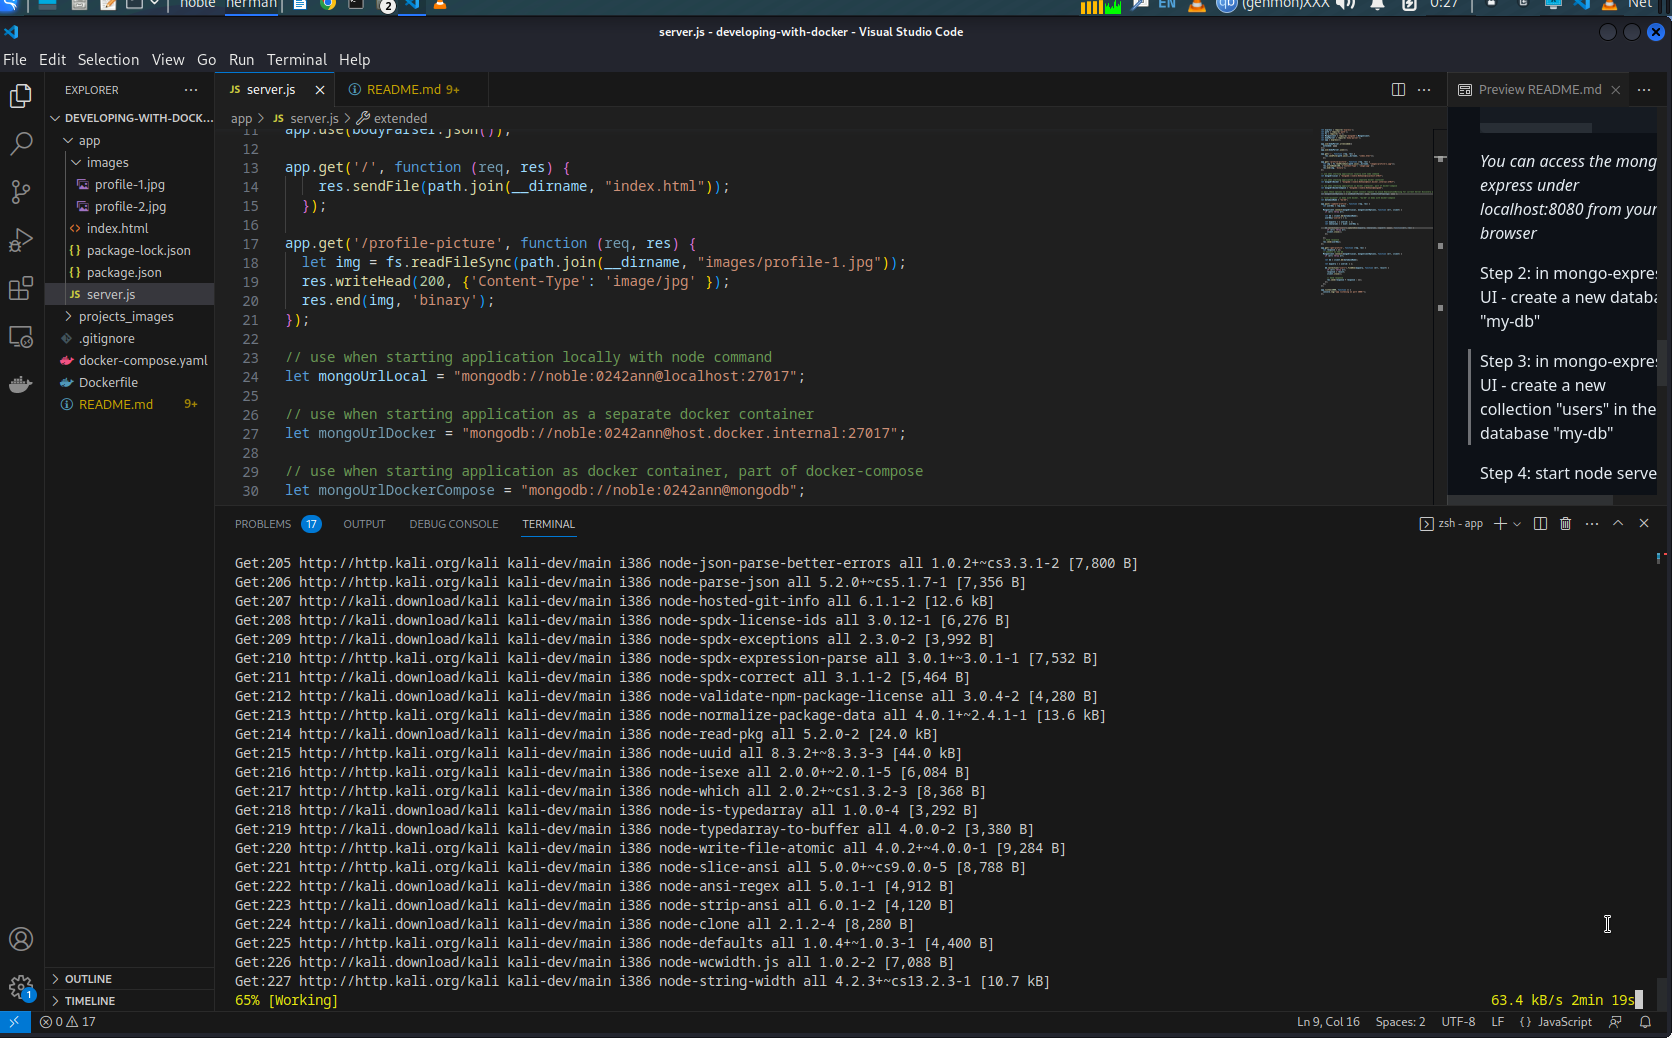 noble herman
2
EN
(genmon)XXX
0:27
Net
server.js - developing-with-docker - Visual Studio Code
File Edit Selection View Go Run Terminal Help
EXPLORER
DEVELOPING-WITH-DOCK...
app
images
profile-1.jpg
profile-2.jpg
index.html
package-lock.json
package.json
JS server.js
projects_images
.gitignore
docker-compose.yaml
Dockerfile
README.md 9+
OUTLINE
TIMELINE
JS server.js
README.md 9+
app > JS server.js > extended
11 app.use(bodyParser.json());
12
13 app.get('/', function (req, res) {
14 res.sendFile(path.join(__dirname, "index.html"));
15 });
16
17 app.get('/profile-picture', function (req, res) {
18 let img = fs.readFileSync(path.join(__dirname, "images/profile-1.jpg"));
19 res.writeHead(200, {'Content-Type': 'image/jpg' });
20 res.end(img, 'binary');
21 });
22
23 // use when starting application locally with node command
24 let mongoUrlLocal = "mongodb://noble:0242ann@localhost:27017";
25
26 // use when starting application as a separate docker container
27 let mongoUrlDocker = "mongodb://noble:0242ann@host.docker.internal:27017";
28
29 // use when starting application as docker container, part of docker-compose
30 let mongoUrlDockerCompose = "mongodb://noble:0242ann@mongodb";
Preview README.md
You can access the mong
express under
localhost:8080 from your
browser
Step 2: in mongo-expres
UI - create a new databa
"my-db"
Step 3: in mongo-expres
UI - create a new
collection "users" in the
database "my-db"
Step 4: start node serve
PROBLEMS 17 OUTPUT DEBUG CONSOLE TERMINAL
zsh - app
Get:205 http://http.kali.org/kali kali-dev/main i386 node-json-parse-better-errors all 1.0.2+~cs3.3.1-2 [7,800 B]
Get:206 http://http.kali.org/kali kali-dev/main i386 node-parse-json all 5.2.0+~cs5.1.7-1 [7,356 B]
Get:207 http://kali.download/kali kali-dev/main i386 node-hosted-git-info all 6.1.1-2 [12.6 kB]
Get:208 http://kali.download/kali kali-dev/main i386 node-spdx-license-ids all 3.0.12-1 [6,276 B]
Get:209 http://kali.download/kali kali-dev/main i386 node-spdx-exceptions all 2.3.0-2 [3,992 B]
Get:210 http://http.kali.org/kali kali-dev/main i386 node-spdx-expression-parse all 3.0.1+~3.0.1-1 [7,532 B]
Get:211 http://http.kali.org/kali kali-dev/main i386 node-spdx-correct all 3.1.1-2 [5,464 B]
Get:212 http://kali.download/kali kali-dev/main i386 node-validate-npm-package-license all 3.0.4-2 [4,280 B]
Get:213 http://http.kali.org/kali kali-dev/main i386 node-normalize-package-data all 4.0.1+~2.4.1-1 [13.6 kB]
Get:214 http://http.kali.org/kali kali-dev/main i386 node-read-pkg all 5.2.0-2 [24.0 kB]
Get:215 http://http.kali.org/kali kali-dev/main i386 node-uuid all 8.3.2+~8.3.3-3 [44.0 kB]
Get:216 http://http.kali.org/kali kali-dev/main i386 node-isexe all 2.0.0+~2.0.1-5 [6,084 B]
Get:217 http://http.kali.org/kali kali-dev/main i386 node-which all 2.0.2+~cs1.3.2-3 [8,368 B]
Get:218 http://kali.download/kali kali-dev/main i386 node-is-typedarray all 1.0.0-4 [3,292 B]
Get:219 http://kali.download/kali kali-dev/main i386 node-typedarray-to-buffer all 4.0.0-2 [3,380 B]
Get:220 http://http.kali.org/kali kali-dev/main i386 node-write-file-atomic all 4.0.2+~4.0.0-1 [9,284 B]
Get:221 http://kali.download/kali kali-dev/main i386 node-slice-ansi all 5.0.0+~cs9.0.0-5 [8,788 B]
Get:222 http://kali.download/kali kali-dev/main i386 node-ansi-regex all 5.0.1-1 [4,912 B]
Get:223 http://kali.download/kali kali-dev/main i386 node-strip-ansi all 6.0.1-2 [4,120 B]
Get:224 http://kali.download/kali kali-dev/main i386 node-clone all 2.1.2-4 [8,280 B]
Get:225 http://http.kali.org/kali kali-dev/main i386 node-defaults all 1.0.4+~1.0.3-1 [4,400 B]
Get:226 http://kali.download/kali kali-dev/main i386 node-wcwidth.js all 1.0.2-2 [7,088 B]
Get:227 http://http.kali.org/kali kali-dev/main i386 node-string-width all 4.2.3+~cs13.2.3-1 [10.7 kB]
65% [Working] 63.4 kB/s 2min 19s
1
0 17
Ln 9, Col 16 Spaces: 2 UTF-8 LF {} JavaScript